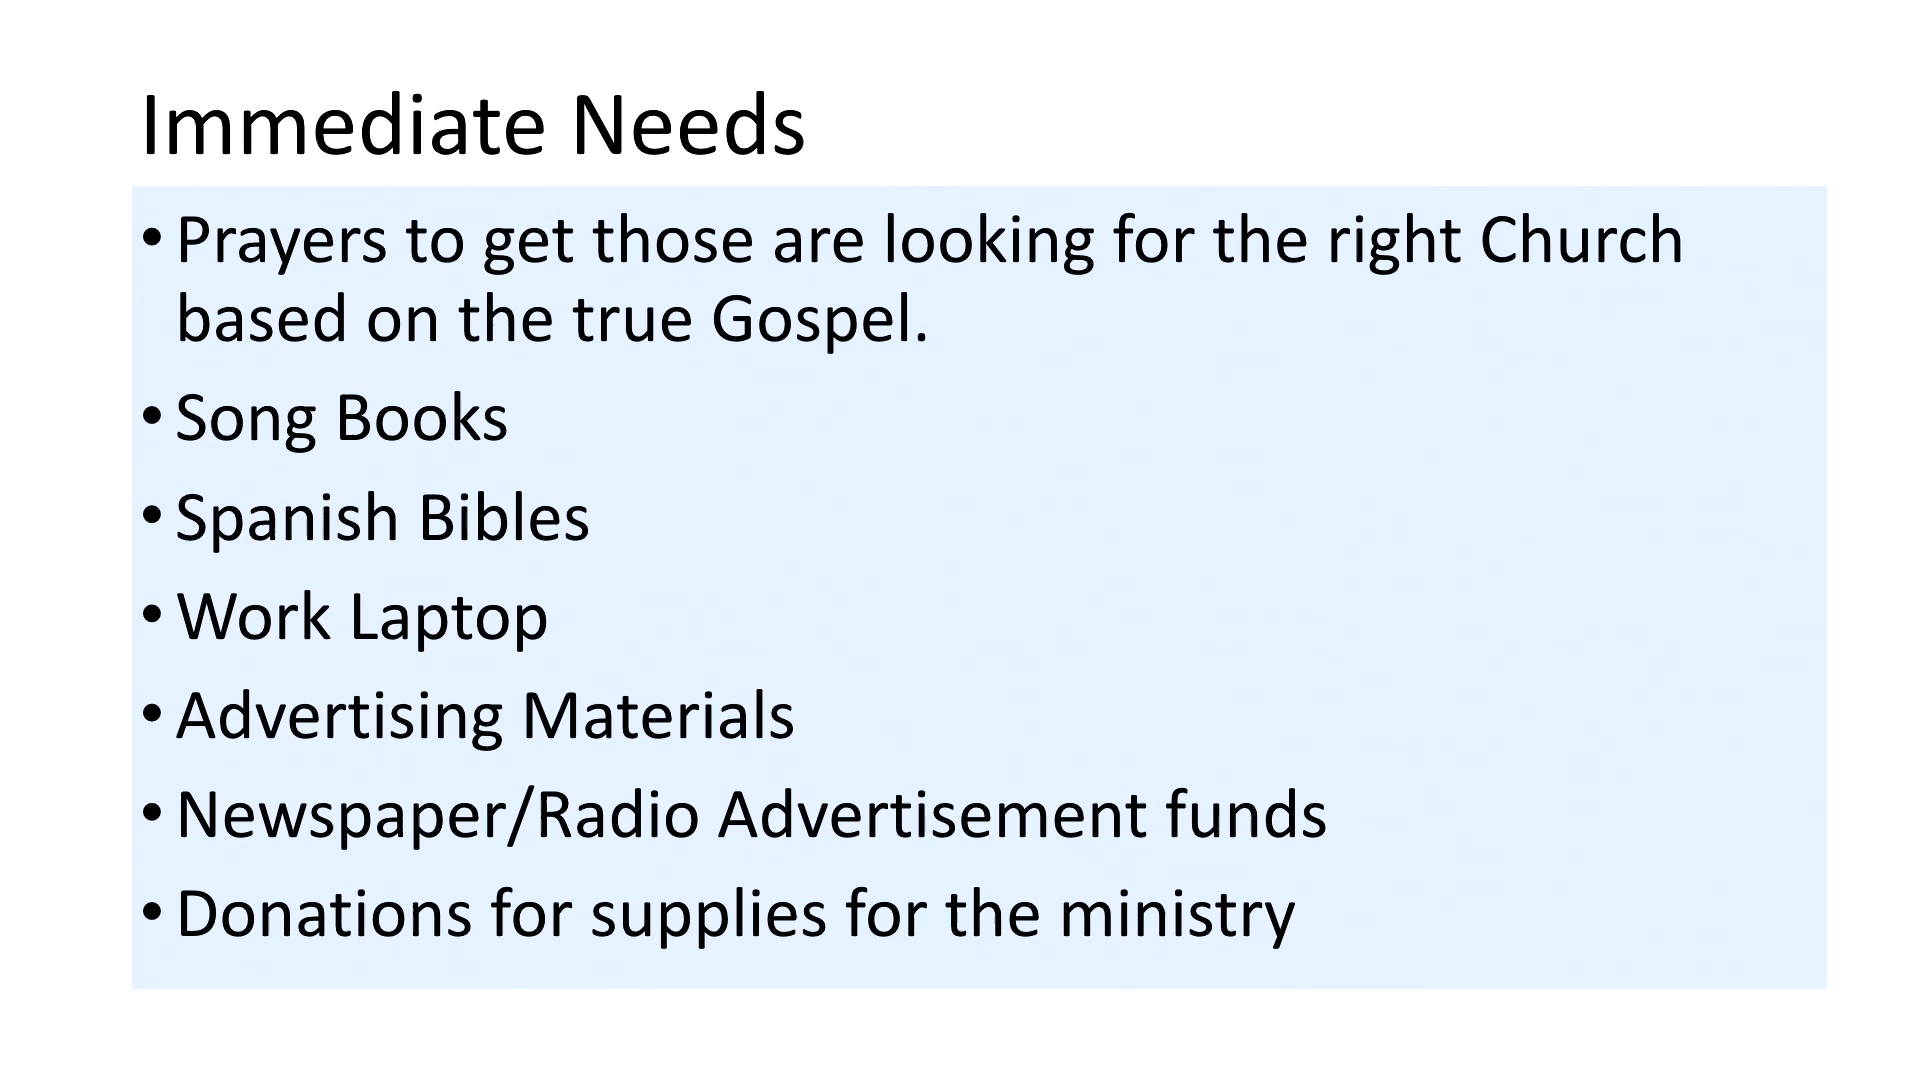 Immediate Needs
• Prayers to get those are looking for the right Church
based on the true Gospel.
• Song Books
• Spanish Bibles
• Work Laptop
• Advertising Materials
• Newspaper/Radio Advertisement funds
• Donations for supplies for the ministry